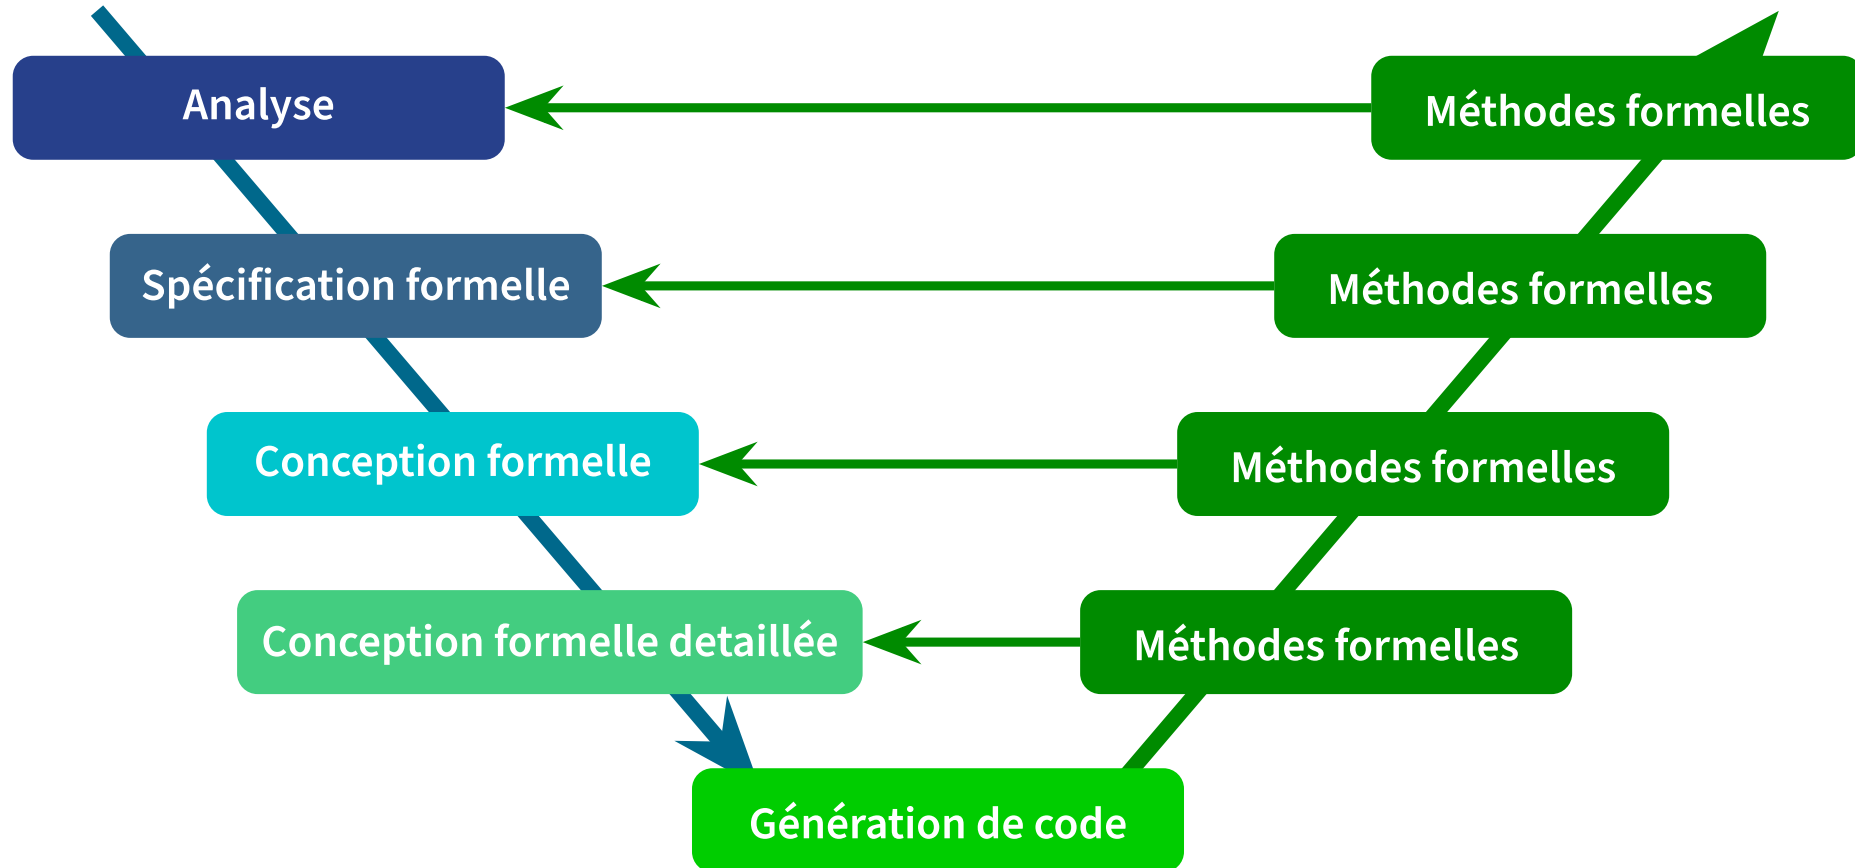 Analyse
Méthodes formelles
Spécification formelle
Méthodes formelles
Conception formelle
Méthodes formelles
Conception formelle detaillée
Méthodes formelles
Génération de code